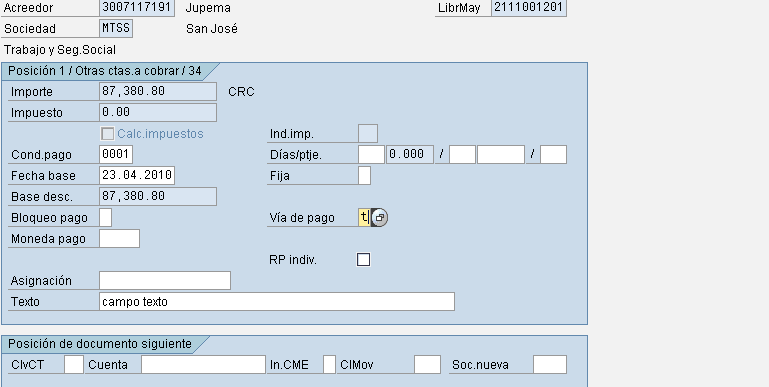 Acreedor 3007117191 Jupema LibrMay 2111001201
Sociedad MTSS San José
Trabajo y Seg.Social
Posición 1 / Otras ctas.a cobrar / 34
Importe 87,380.80 CRC
Impuesto 0.00
Calc.impuestos Ind.imp.
Cond.pago 0001 Días/ptje. 0.000 / /
Fecha base 23.04.2010 Fija
Base desc. 87,380.80
Bloqueo pago Vía de pago t
Moneda pago
RP indiv.
Asignación
Texto campo texto
Posición de documento siguiente
ClvCT Cuenta In.CME ClMov Soc.nueva